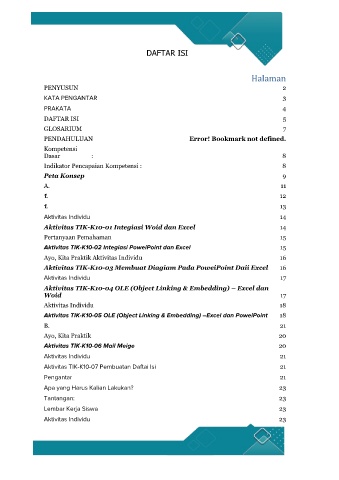 DAFTAR ISI
Halaman
PENYUSUN 2
KATA PENGANTAR 3
PRAKATA 4
DAFTAR ISI 5
GLOSARIUM 7
PENDAHULUAN Error! Bookmark not defined.
Kompetensi
Dasar : 8
Indikator Pencapaian Kompetensi : 8
Peta Konsep 9
A. 11
1. 12
1. 13
Aktivitas Individu 14
Aktivitas TIK-K10-01 Integiasi Woid dan Excel 14
Pertanyaan Pemahaman 15
Aktivitas TIK-K10-02 Integiasi PoweiPoint dan Excel 15
Ayo, Kita Praktik Aktivitas Individu 16
Aktivitas TIK-K10-03 Membuat Diagiam Pada PoweiPoint Daii Excel 16
Aktivitas Individu 17
Aktivitas TIK-K10-04 OLE (Object Linking & Embedding) – Excel dan
Woid 17
Aktivitas Individu 18
Aktivitas TIK-K10-05 OLE (Object Linking & Embedding) –Excel dan PoweiPoint 18
B. 21
Ayo, Kita Praktik 20
Aktivitas TIK-K10-06 Mail Meige 20
Aktivitas Individu 21
Aktivitas TIK-K10-07 Pembuatan Daftai Isi 21
Pengantar 21
Apa yang Harus Kalian Lakukan? 23
Tantangan: 23
Lembar Kerja Siswa 23
Aktivitas Individu 23